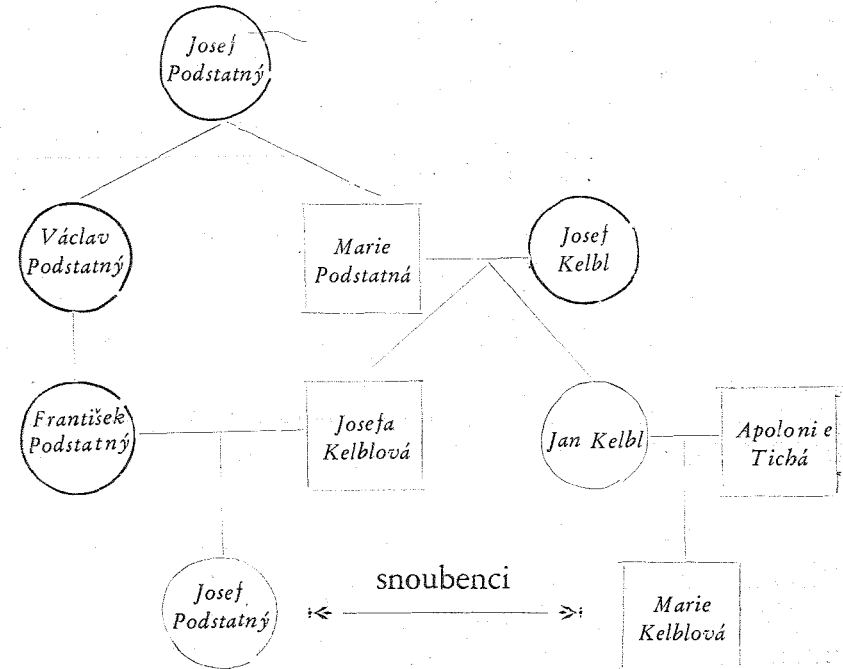 Josef
Podstatný
Václav
Podstatný
Marie
Podstatná
Josef
Kelbl
František
Podstatný
Josefa
Kelblová
Jan Kelbl
Apolonie
Tichá
snoubenci
Josef
Podstatný
Marie
Kelblová